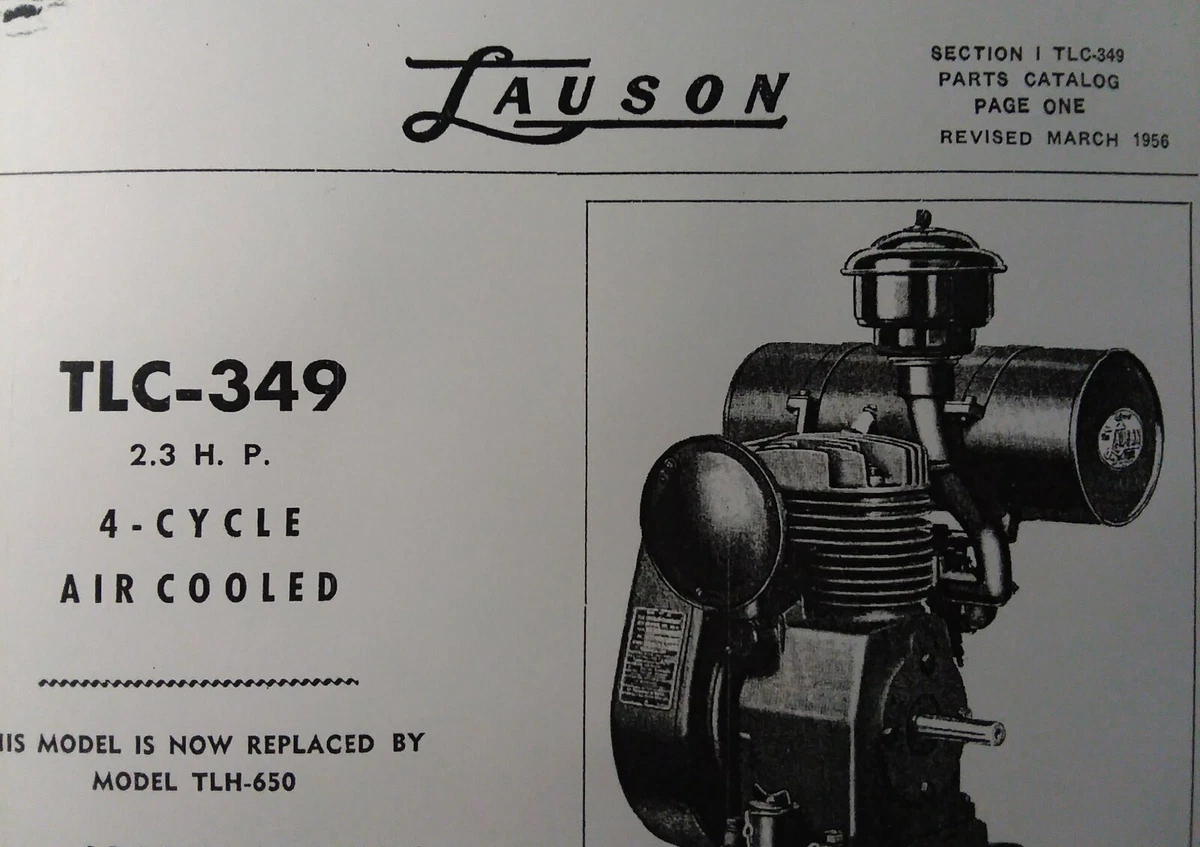 LAUSON
SECTION I TLC-349
PARTS CATALOG
PAGE ONE
REVISED MARCH 1956
TLC-349
2.3 H. P.
4-CYCLE
AIR COOLED
HIS MODEL IS NOW REPLACED BY
MODEL TLH-650